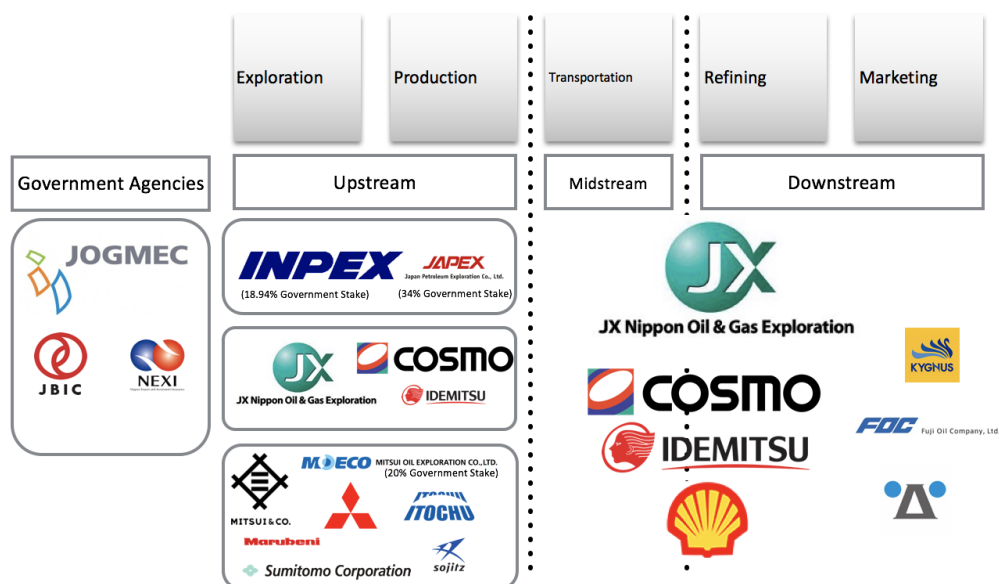 Exploration
Production
Transportation
Refining
Marketing
Government Agencies
Upstream
Midstream
Downstream
JOGMEC
JBIC
NEXI
INPEX
(18.94% Government Stake)
JAPEX
Japan Petroleum Exploration Co., Ltd.
(34% Government Stake)
JX
JX Nippon Oil & Gas Exploration
COSMO
IDEMITSU
MITSUI & CO.
MOECO MITSUI OIL EXPLORATION CO.,LTD.
(20% Government Stake)
ITOCHU
Marubeni
sojitz
Sumitomo Corporation
JX
JX Nippon Oil & Gas Exploration
COSMO
IDEMITSU
KYGNUS
FOC Fuji Oil Company, Ltd.